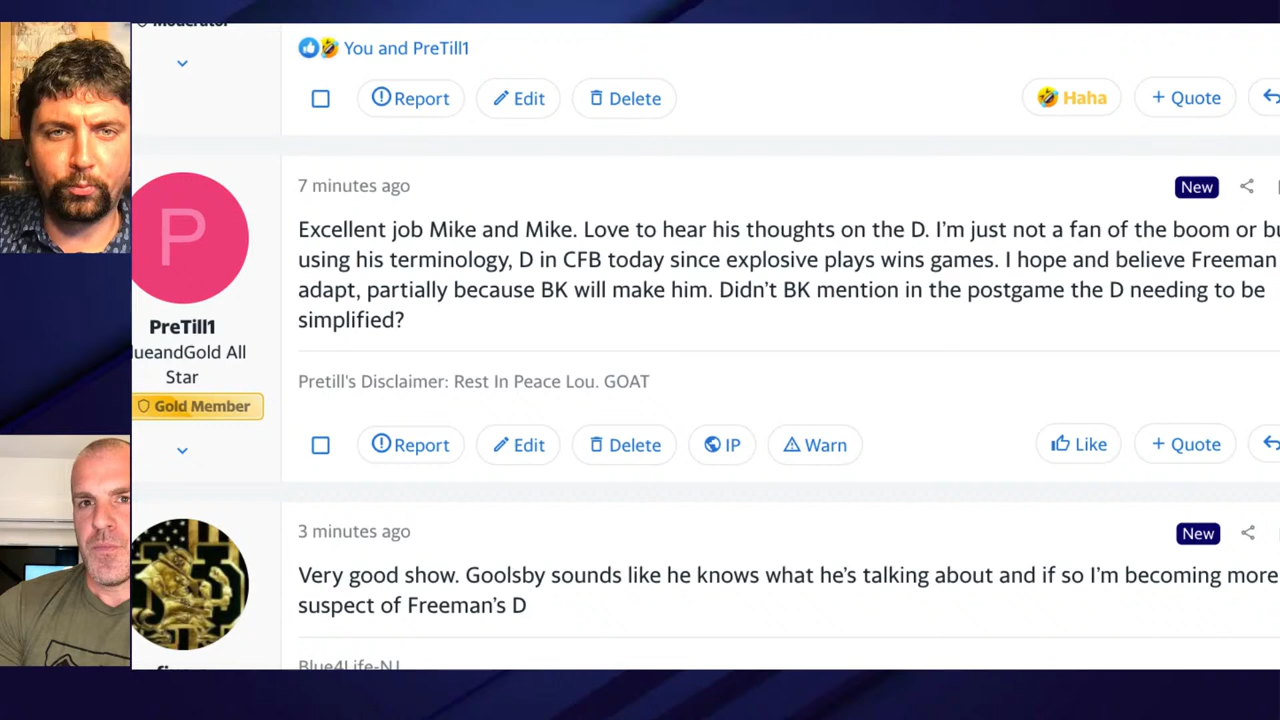 You and PreTill1
Report
Edit
Delete
Haha
+ Quote
P
PreTill1
ueandGold All
Star
Gold Member
7 minutes ago
New
Excellent job Mike and Mike. Love to hear his thoughts on the D. I'm just not a fan of the boom or bu
using his terminology, D in CFB today since explosive plays wins games. I hope and believe Freeman
adapt, partially because BK will make him. Didn't BK mention in the postgame the D needing to be
simplified?
Pretill's Disclaimer: Rest In Peace Lou. GOAT
Report
Edit
Delete
IP
Warn
Like
+ Quote
3 minutes ago
New
Very good show. Goolsby sounds like he knows what he's talking about and if so I'm becoming more
suspect of Freeman's D
Blue4Life-NJ